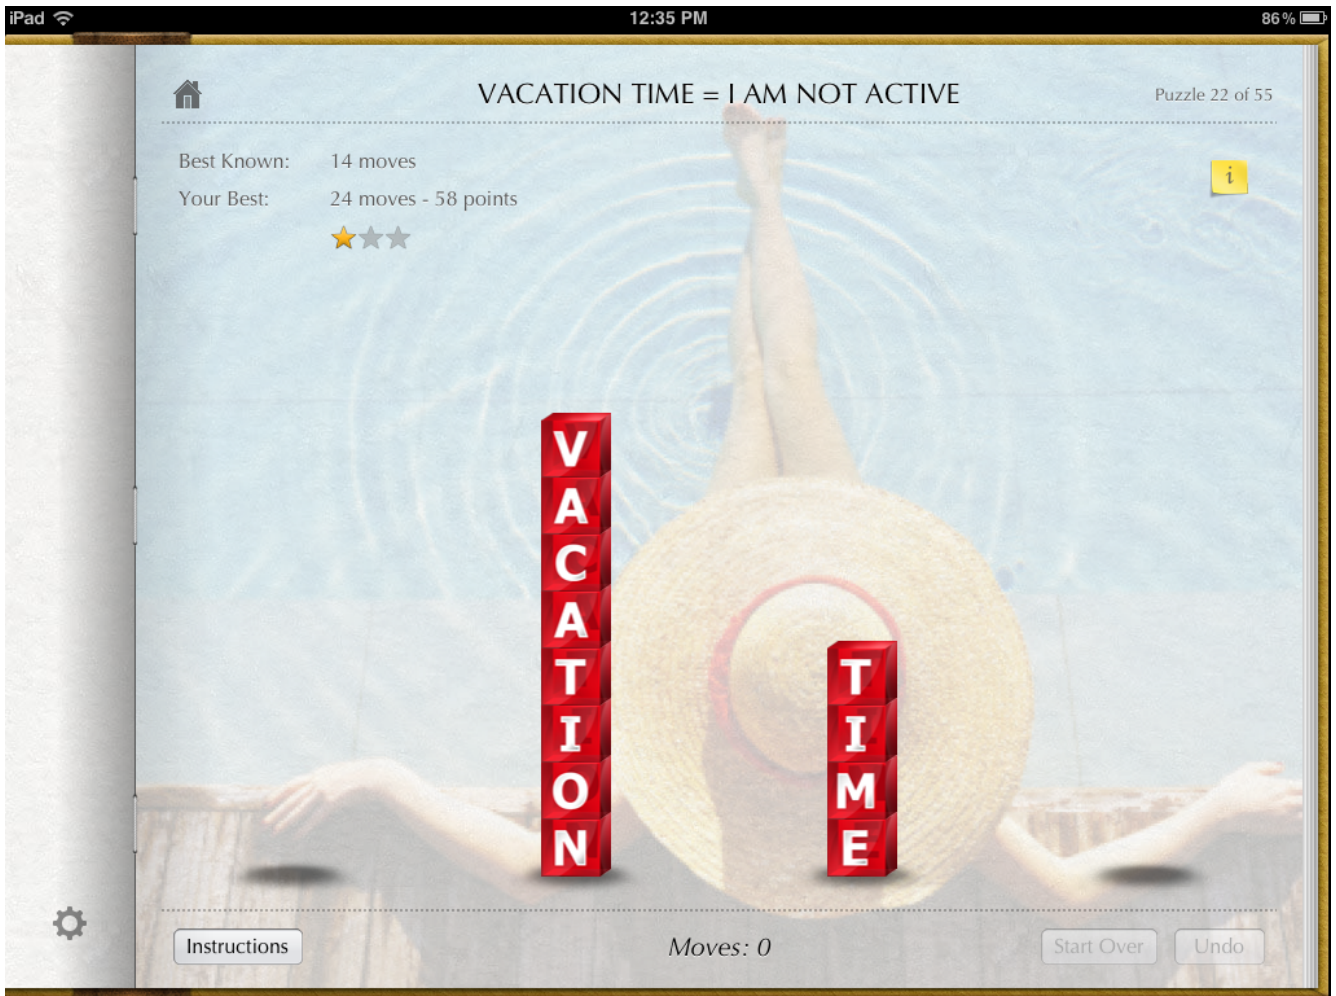 iPad 12:35 PM 86%
VACATION TIME = I AM NOT ACTIVE
Puzzle 22 of 55
Best Known: 14 moves
Your Best: 24 moves - 58 points
i
V
A
C
A
T
I
O
N
T
I
M
E
Instructions
Moves: 0
Start Over
Undo